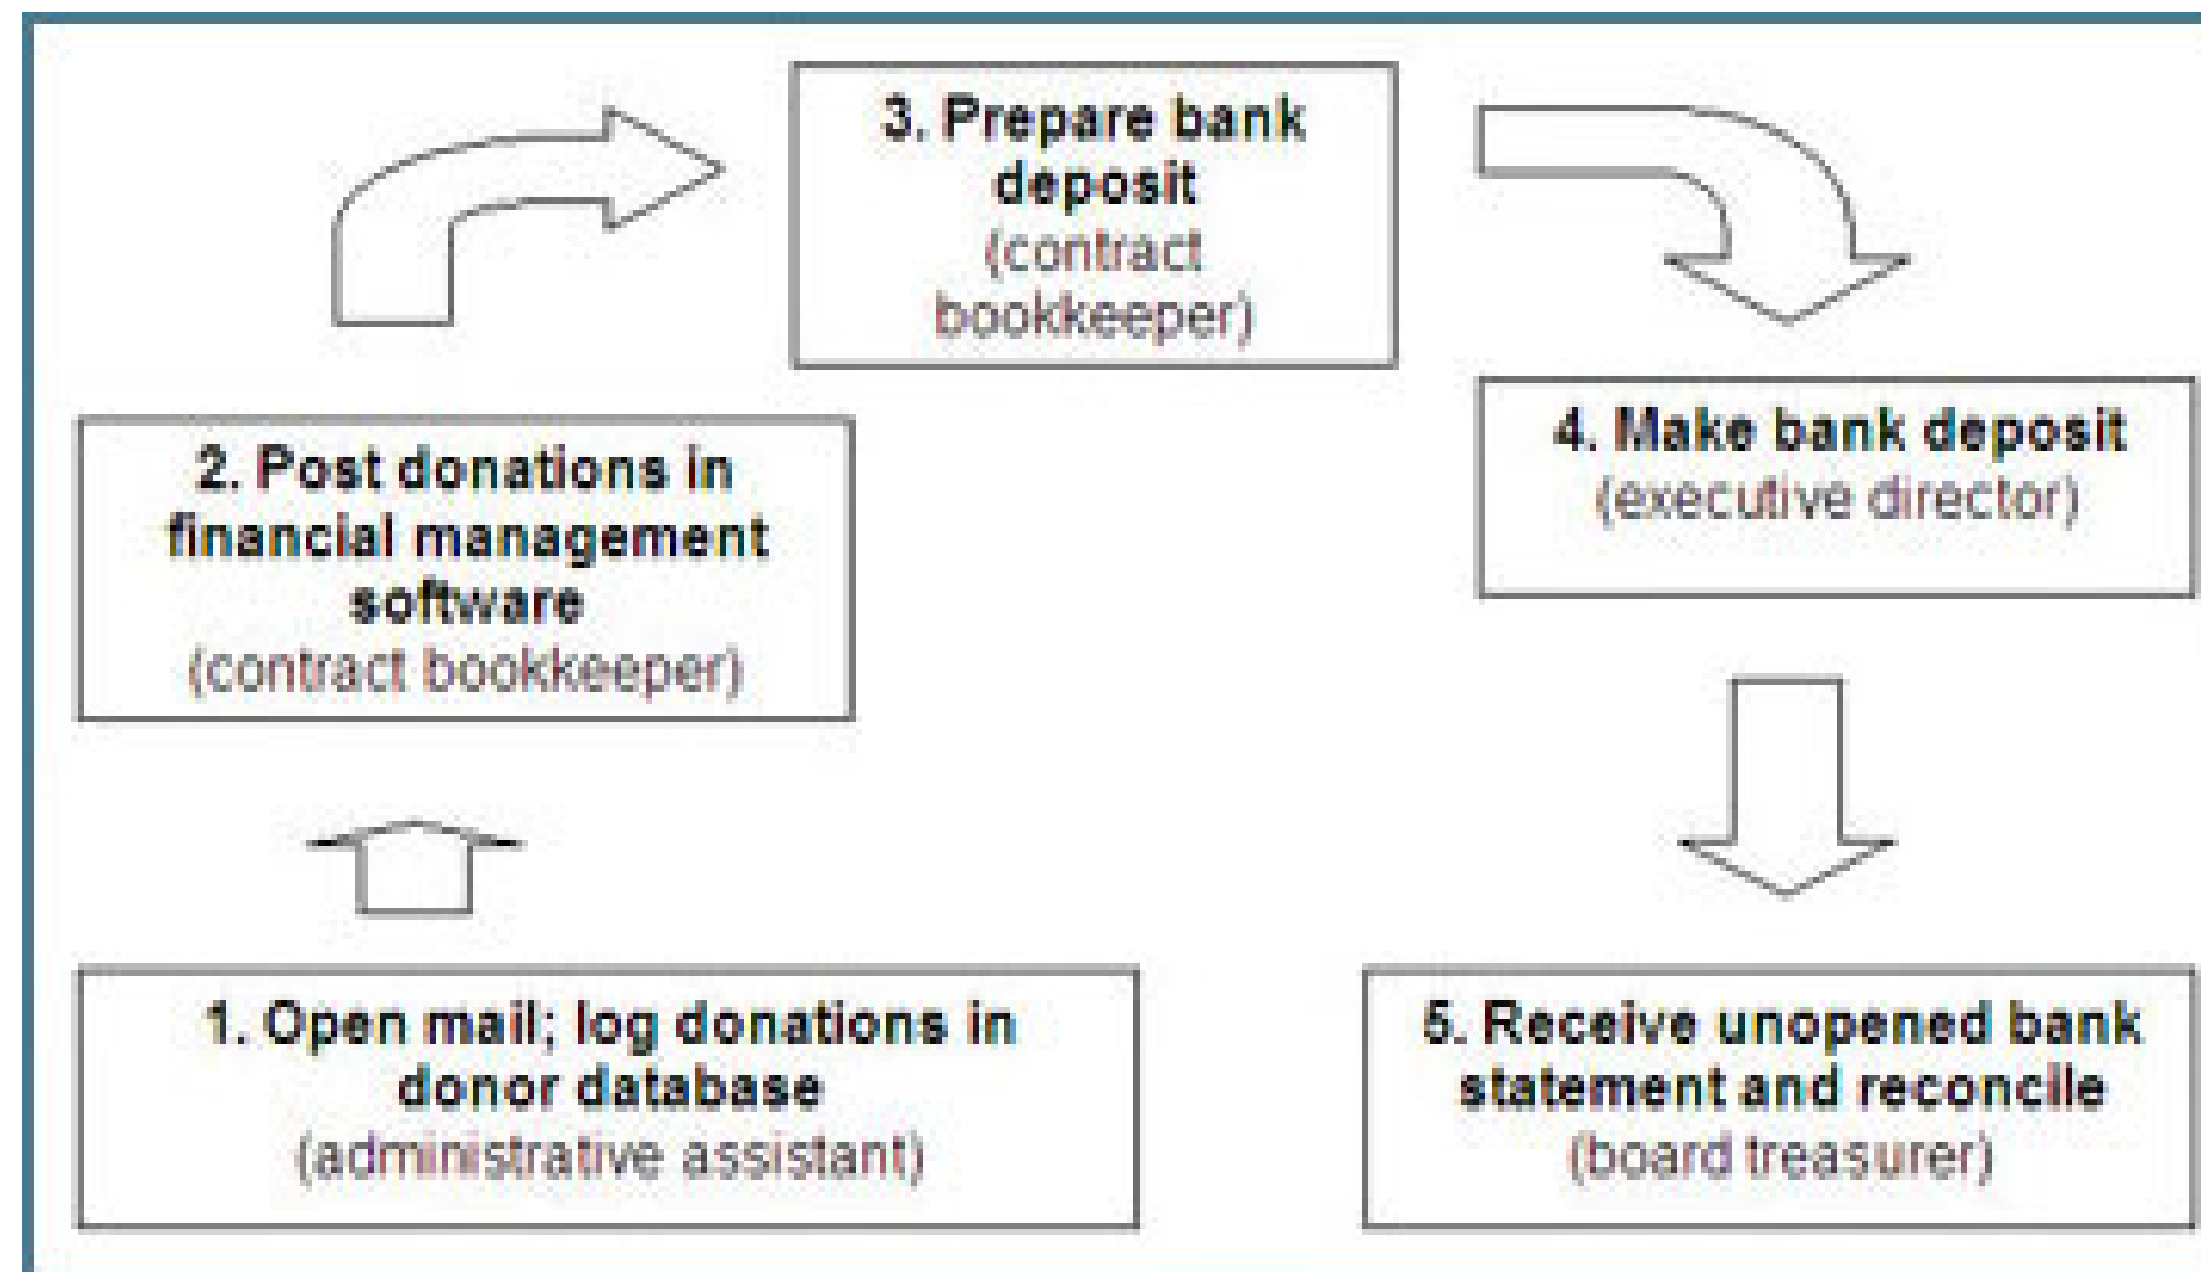 1. Open mail; log donations in
donor database
(administrative assistant)
2. Post donations in
financial management
software
(contract bookkeeper)
3. Prepare bank
deposit
(contract
bookkeeper)
4. Make bank deposit
(executive director)
5. Receive unopened bank
statement and reconcile
(board treasurer)